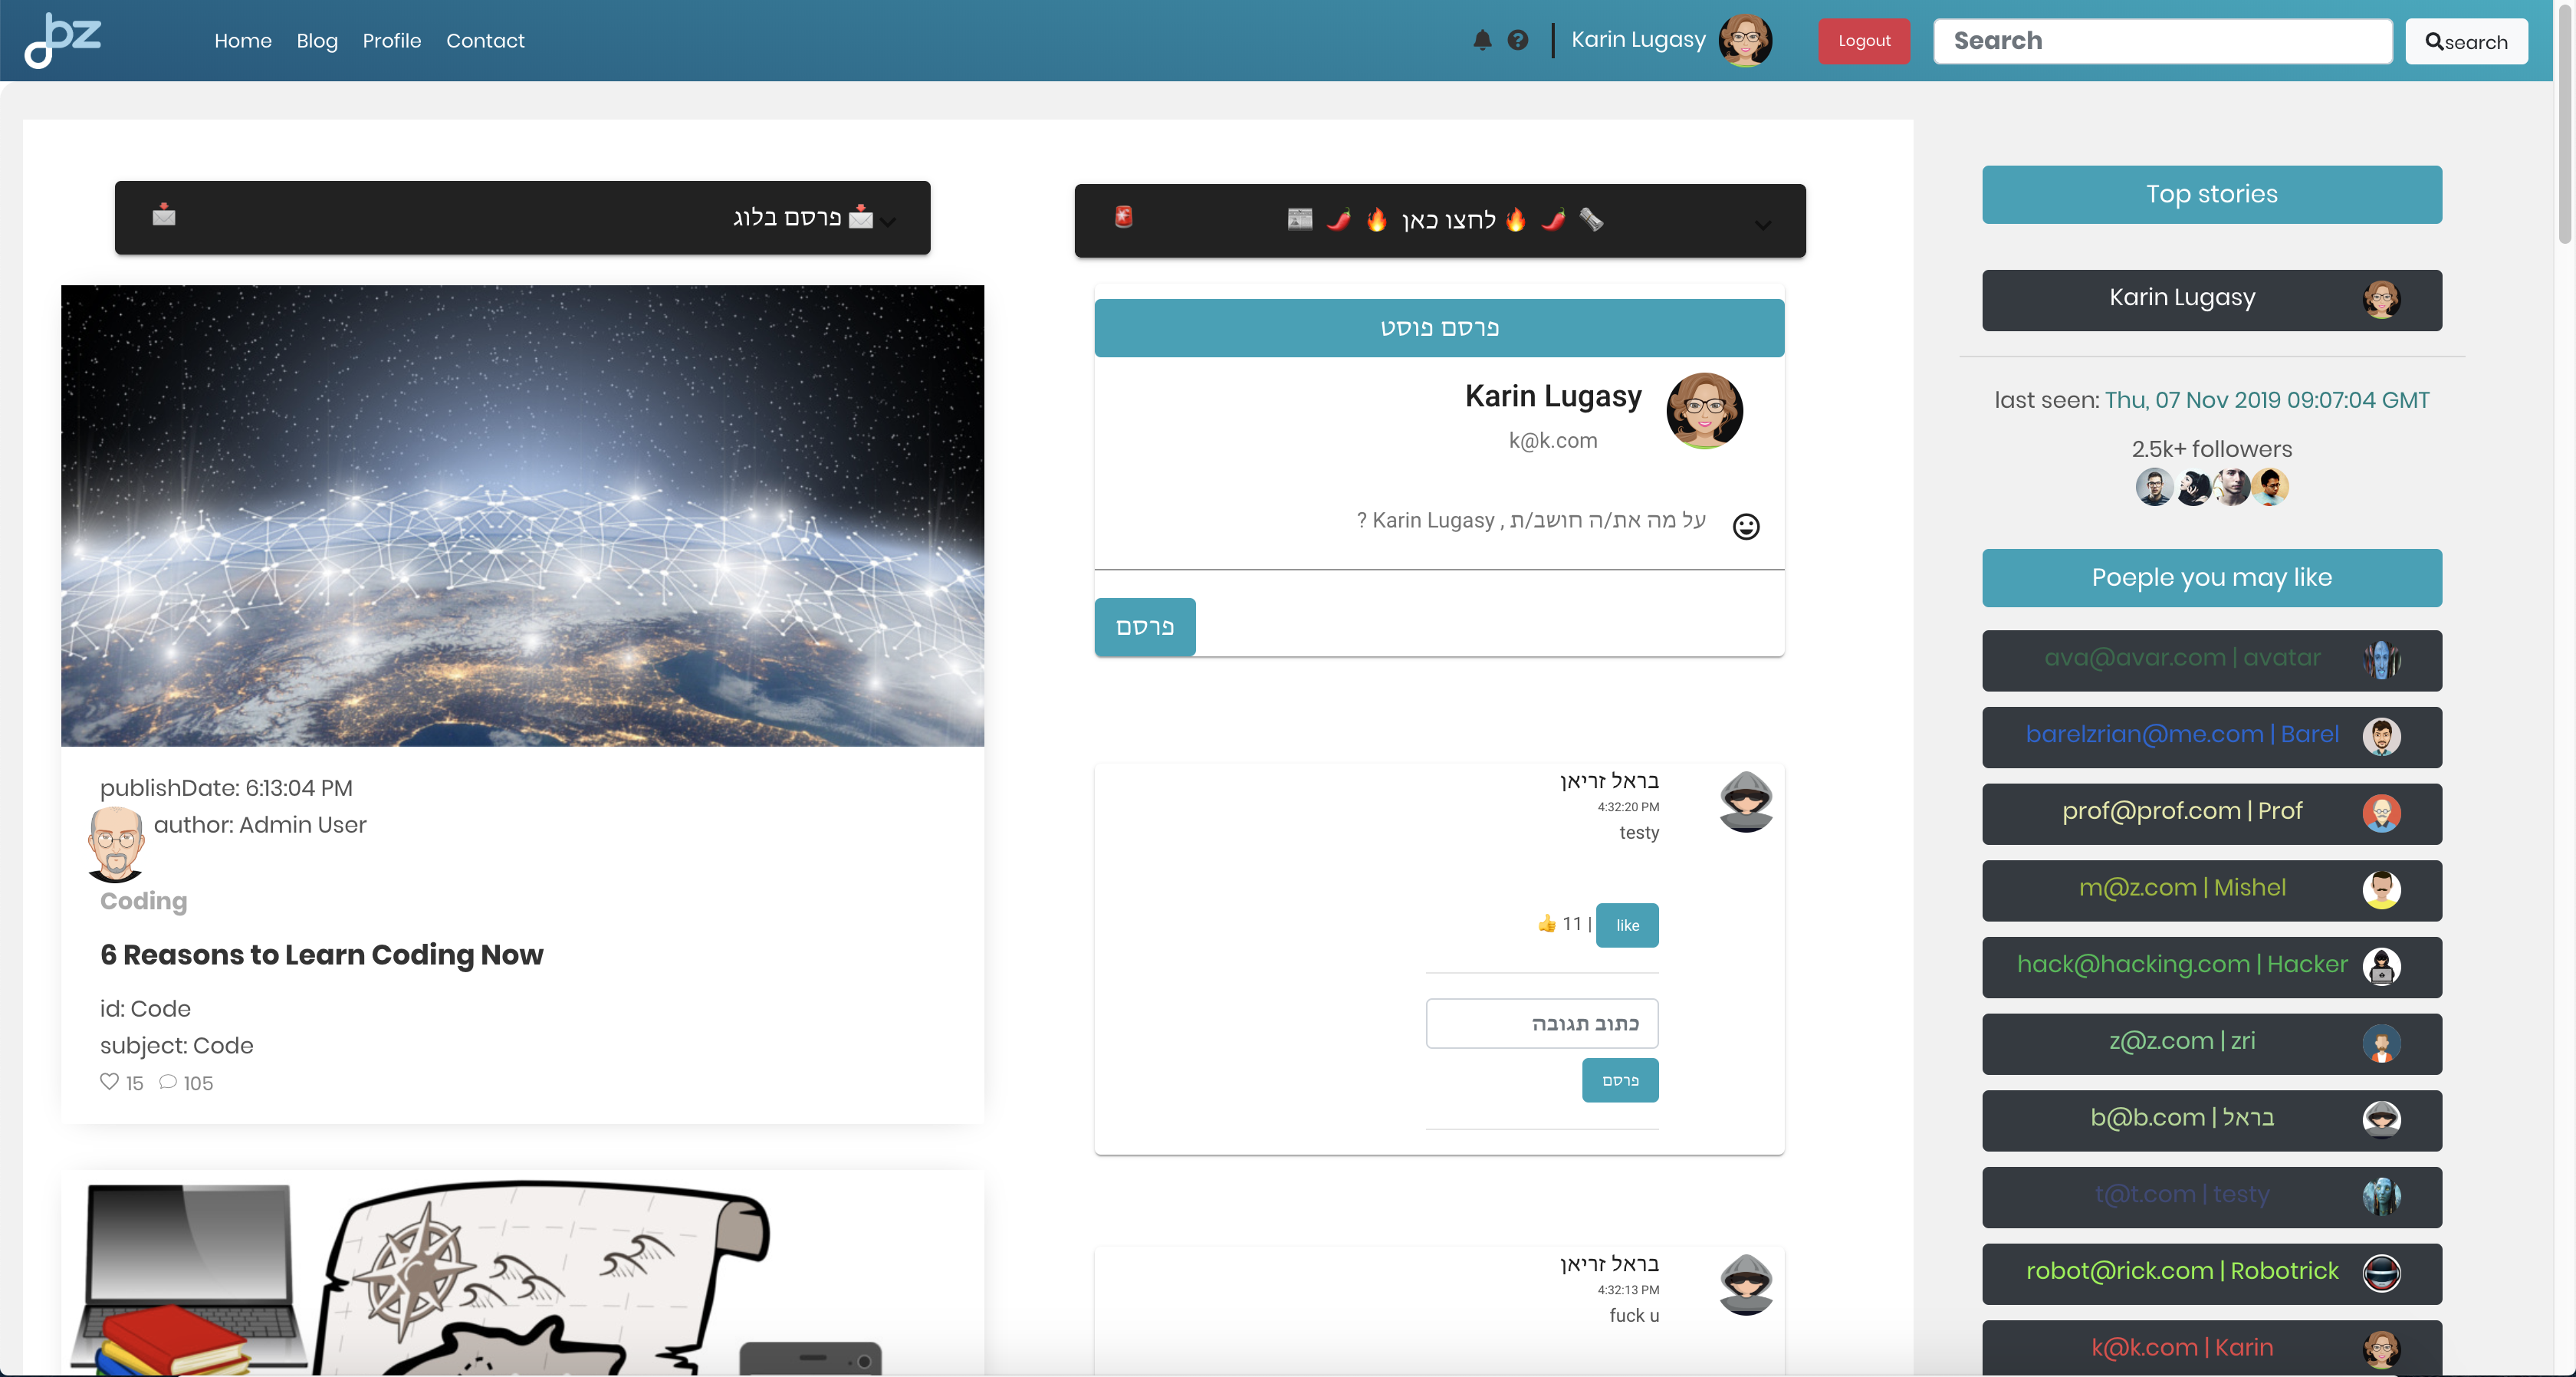 bz
Home Blog Profile Contact
Karin Lugasy
Logout
Search
search
פרסם בלוג
publishDate: 6:13:04 PM
author: Admin User
Coding
6 Reasons to Learn Coding Now
id: Code
subject: Code
15 105
לחצו כאן
פרסם פוסט
Karin Lugasy
k@k.com
על מה את/ה חושב/ת , Karin Lugasy ?
פרסם
בראל זריאן
4:32:20 PM
testy
👍 11 | like
כתוב תגובה
פרסם
בראל זריאן
4:32:13 PM
fuck u
Top stories
Karin Lugasy
last seen: Thu, 07 Nov 2019 09:07:04 GMT
2.5k+ followers
Poeple you may like
ava@avar.com | avatar
barelzrian@me.com | Barel
prof@prof.com | Prof
m@z.com | Mishel
hack@hacking.com | Hacker
z@z.com | zri
b@b.com | בראל
t@t.com | testy
robot@rick.com | Robotrick
k@k.com | Karin